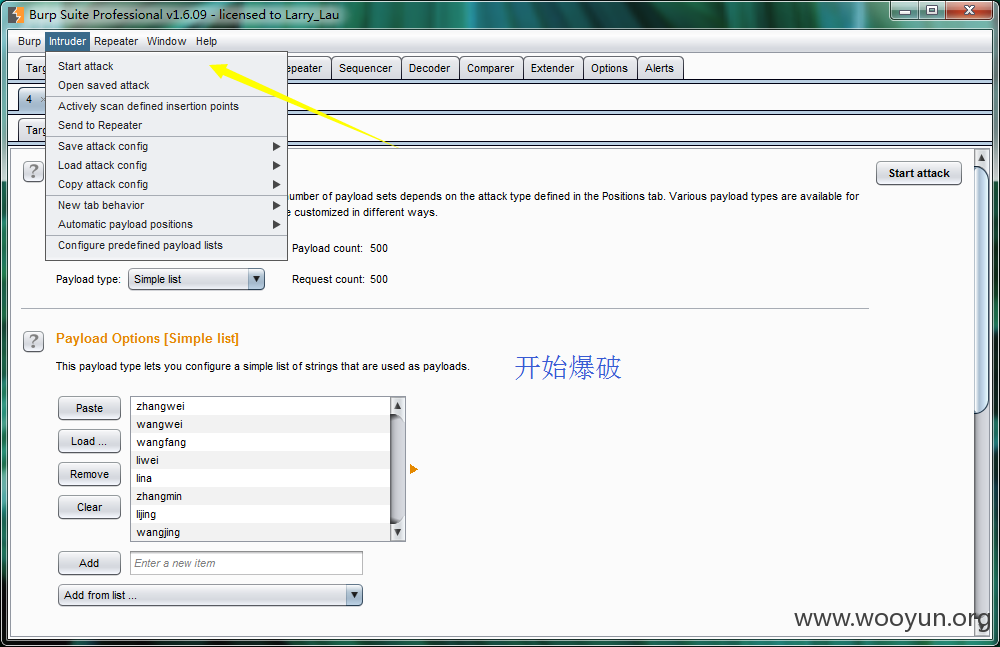 Burp Suite Professional v1.6.09 - licensed to Larry_Lau
Burp Intruder Repeater Window Help
Targ epeater Sequencer Decoder Comparer Extender Options Alerts
Start attack
Open saved attack
4 ×
Actively scan defined insertion points
Send to Repeater
Targ
Save attack config
Load attack config
Copy attack config
New tab behavior
Automatic payload positions
Configure predefined payload lists
? Start attack
umber of payload sets depends on the attack type defined in the Positions tab. Various payload types are available for
e customized in different ways.
Payload count: 500
Payload type: Simple list Request count: 500
? Payload Options [Simple list]
This payload type lets you configure a simple list of strings that are used as payloads.
开始爆破
Paste
Load ...
Remove
Clear
zhangwei
wangwei
wangfang
liwei
lina
zhangmin
lijing
wangjing
Add Enter a new item
Add from list ...
www.wooyun.org